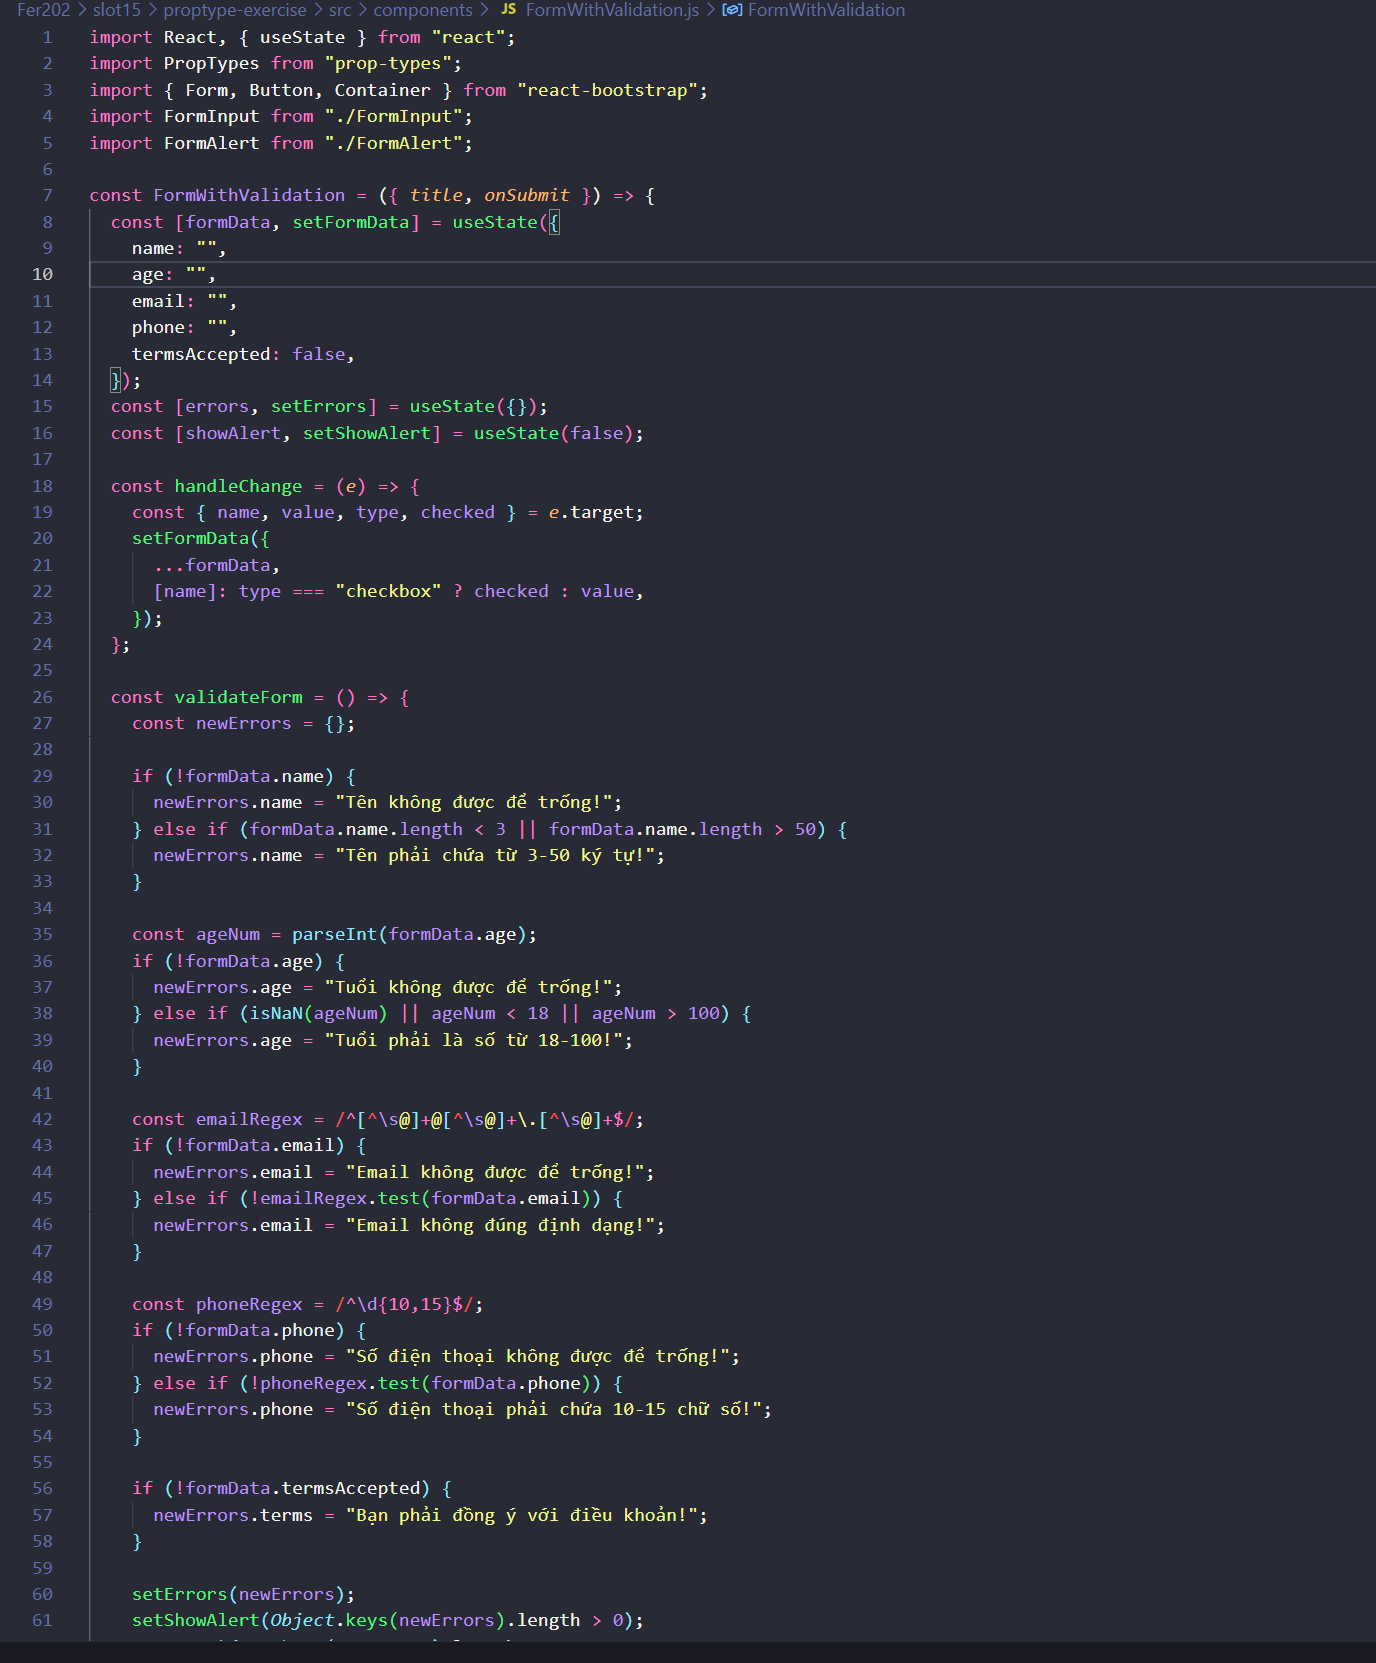 Fer202 > slot15 > proptype-exercise > src > components > JS FormWithValidation.js > FormWithValidation
1 import React, { useState } from "react";
2 import PropTypes from "prop-types";
3 import { Form, Button, Container } from "react-bootstrap";
4 import FormInput from "./FormInput";
5 import FormAlert from "./FormAlert";
6
7 const FormWithValidation = ({ title, onSubmit }) => {
8 const [formData, setFormData] = useState({
9 name: "",
10 age: "",
11 email: "",
12 phone: "",
13 termsAccepted: false,
14 });
15 const [errors, setErrors] = useState({});
16 const [showAlert, setShowAlert] = useState(false);
17
18 const handleChange = (e) => {
19 const { name, value, type, checked } = e.target;
20 setFormData({
21 ...formData,
22 [name]: type === "checkbox" ? checked : value,
23 });
24 };
25
26 const validateForm = () => {
27 const newErrors = {};
28
29 if (!formData.name) {
30 newErrors.name = "Tên không được để trống!";
31 } else if (formData.name.length < 3 || formData.name.length > 50) {
32 newErrors.name = "Tên phải chứa từ 3-50 ký tự!";
33 }
34
35 const ageNum = parseInt(formData.age);
36 if (!formData.age) {
37 newErrors.age = "Tuổi không được để trống!";
38 } else if (isNaN(ageNum) || ageNum < 18 || ageNum > 100) {
39 newErrors.age = "Tuổi phải là số từ 18-100!";
40 }
41
42 const emailRegex = /^[^\s@]+@[^\s@]+\.[^\s@]+$/;
43 if (!formData.email) {
44 newErrors.email = "Email không được để trống!";
45 } else if (!emailRegex.test(formData.email)) {
46 newErrors.email = "Email không đúng định dạng!";
47 }
48
49 const phoneRegex = /^\d{10,15}$/;
50 if (!formData.phone) {
51 newErrors.phone = "Số điện thoại không được để trống!";
52 } else if (!phoneRegex.test(formData.phone)) {
53 newErrors.phone = "Số điện thoại phải chứa 10-15 chữ số!";
54 }
55
56 if (!formData.termsAccepted) {
57 newErrors.terms = "Bạn phải đồng ý với điều khoản!";
58 }
59
60 setErrors(newErrors);
61 setShowAlert(Object.keys(newErrors).length > 0);